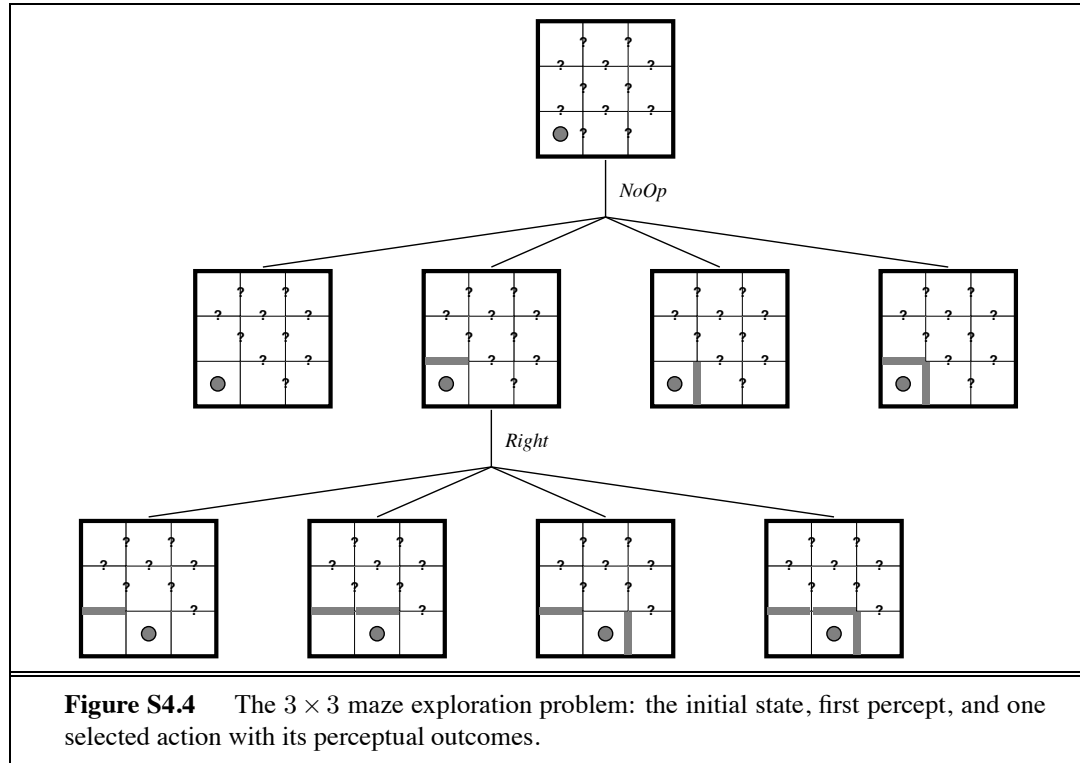 ? ?
? ? ?
? ?
? ? ?
? ?
NoOp
? ? ? ? ? ? ? ?
? ? ? ? ? ? ? ? ? ? ? ?
? ? ? ? ? ? ? ?
? ? ? ? ? ? ? ?
? ? ? ?
Right
? ? ? ? ? ? ? ?
? ? ? ? ? ? ? ? ? ? ? ?
? ? ? ? ? ? ? ?
? ? ? ?
Figure S4.4 The 3 × 3 maze exploration problem: the initial state, first percept, and one
selected action with its perceptual outcomes.